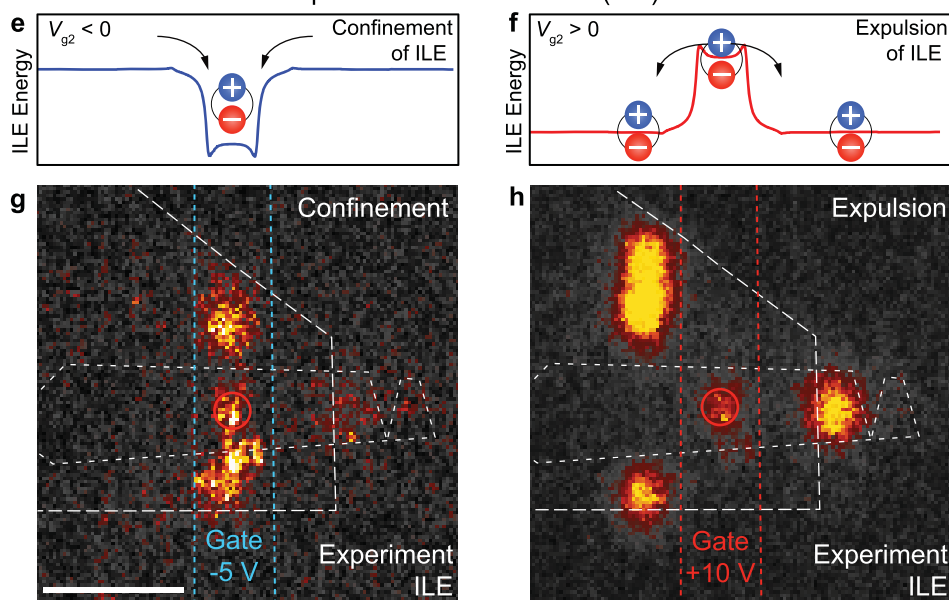 e
V_g2 < 0
Confinement
of ILE
ILE Energy
+
−
f
V_g2 > 0
Expulsion
of ILE
ILE Energy
+
−
+
−
+
−
g
Confinement
Gate
-5 V
Experiment
ILE
h
Expulsion
Gate
+10 V
Experiment
ILE